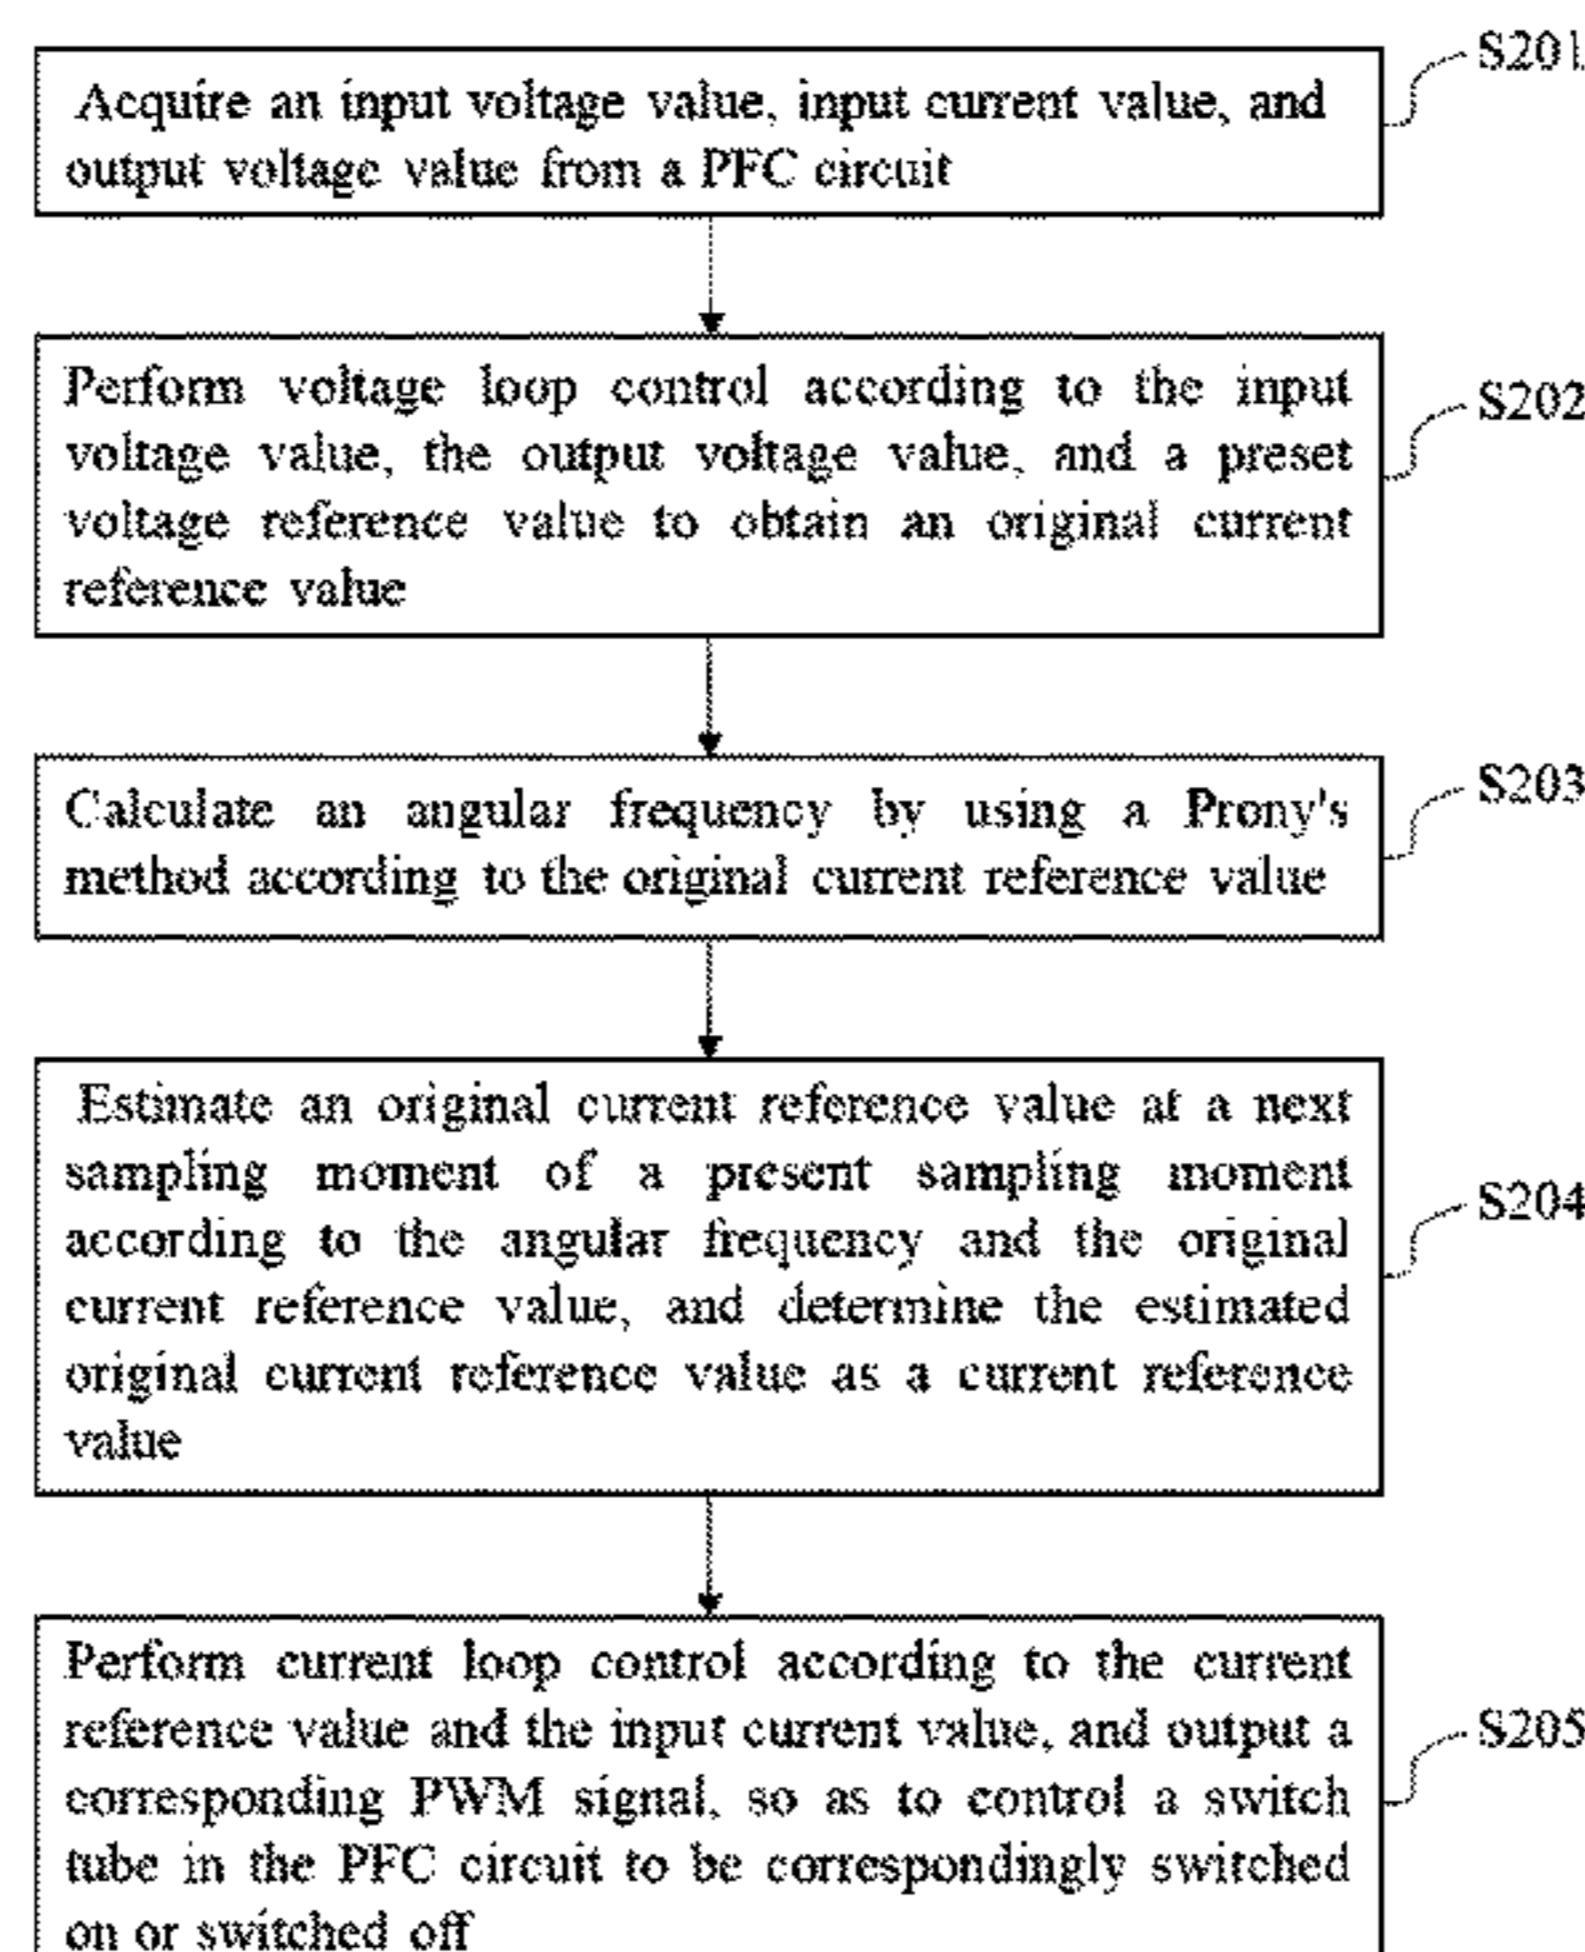 S201
Acquire an input voltage value, input current value, and
output voltage value from a PFC circuit
S202
Perform voltage loop control according to the input
voltage value, the output voltage value, and a preset
voltage reference value to obtain an original current
reference value
S203
Calculate an angular frequency by using a Prony's
method according to the original current reference value
S204
Estimate an original current reference value at a next
sampling moment of a present sampling moment
according to the angular frequency and the original
current reference value, and determine the estimated
original current reference value as a current reference
value
S205
Perform current loop control according to the current
reference value and the input current value, and output a
corresponding PWM signal, so as to control a switch
tube in the PFC circuit to be correspondingly switched
on or switched off